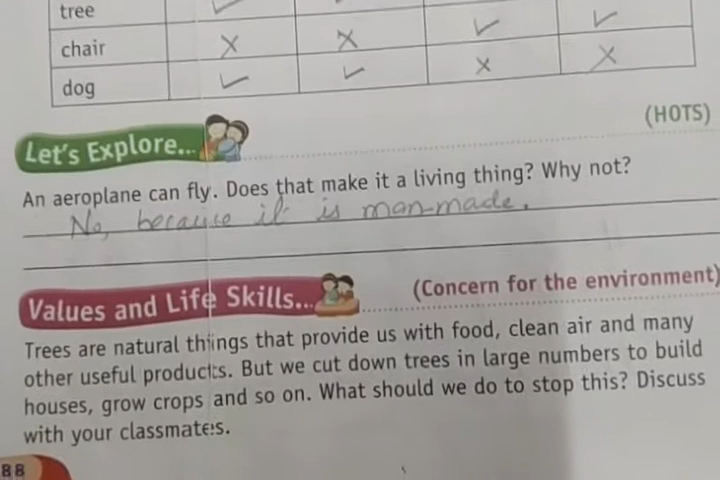 tree ✓ ✓ ✓
chair ✗ ✗ ✓ ✗
dog ✓ ✓ ✗
Let's Explore...
(HOTS)
An aeroplane can fly. Does that make it a living thing? Why not?
No, because it is man-made.
Values and Life Skills...
(Concern for the environment)
Trees are natural things that provide us with food, clean air and many
other useful products. But we cut down trees in large numbers to build
houses, grow crops and so on. What should we do to stop this? Discuss
with your classmates.
88